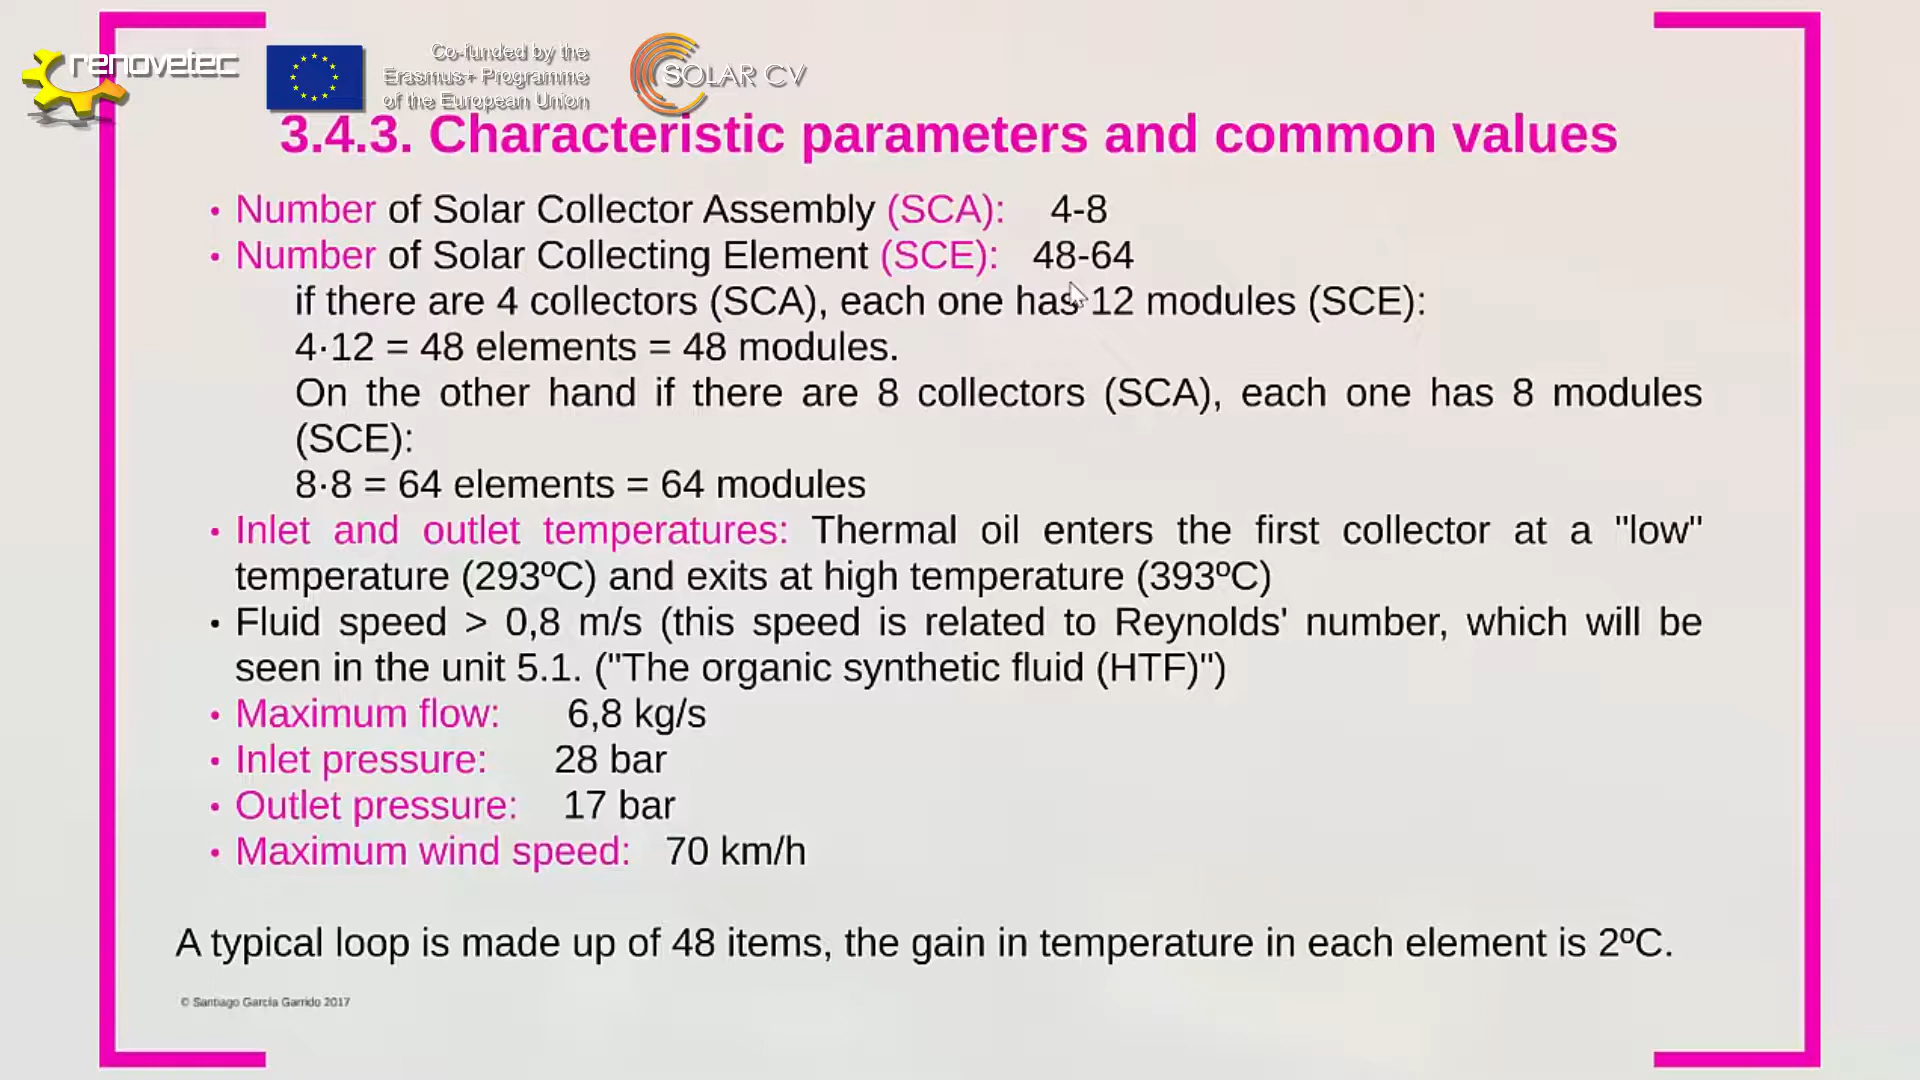 renovetec
Co-funded by the
Erasmus+ Programme
of the European Union
SOLAR CV
3.4.3. Characteristic parameters and common values
• Number of Solar Collector Assembly (SCA): 4-8
• Number of Solar Collecting Element (SCE): 48-64
if there are 4 collectors (SCA), each one has 12 modules (SCE):
4·12 = 48 elements = 48 modules.
On the other hand if there are 8 collectors (SCA), each one has 8 modules
(SCE):
8·8 = 64 elements = 64 modules
• Inlet and outlet temperatures: Thermal oil enters the first collector at a "low"
temperature (293ºC) and exits at high temperature (393ºC)
• Fluid speed > 0,8 m/s (this speed is related to Reynolds' number, which will be
seen in the unit 5.1. ("The organic synthetic fluid (HTF)")
• Maximum flow: 6,8 kg/s
• Inlet pressure: 28 bar
• Outlet pressure: 17 bar
• Maximum wind speed: 70 km/h
A typical loop is made up of 48 items, the gain in temperature in each element is 2ºC.
© Santiago García Garrido 2017